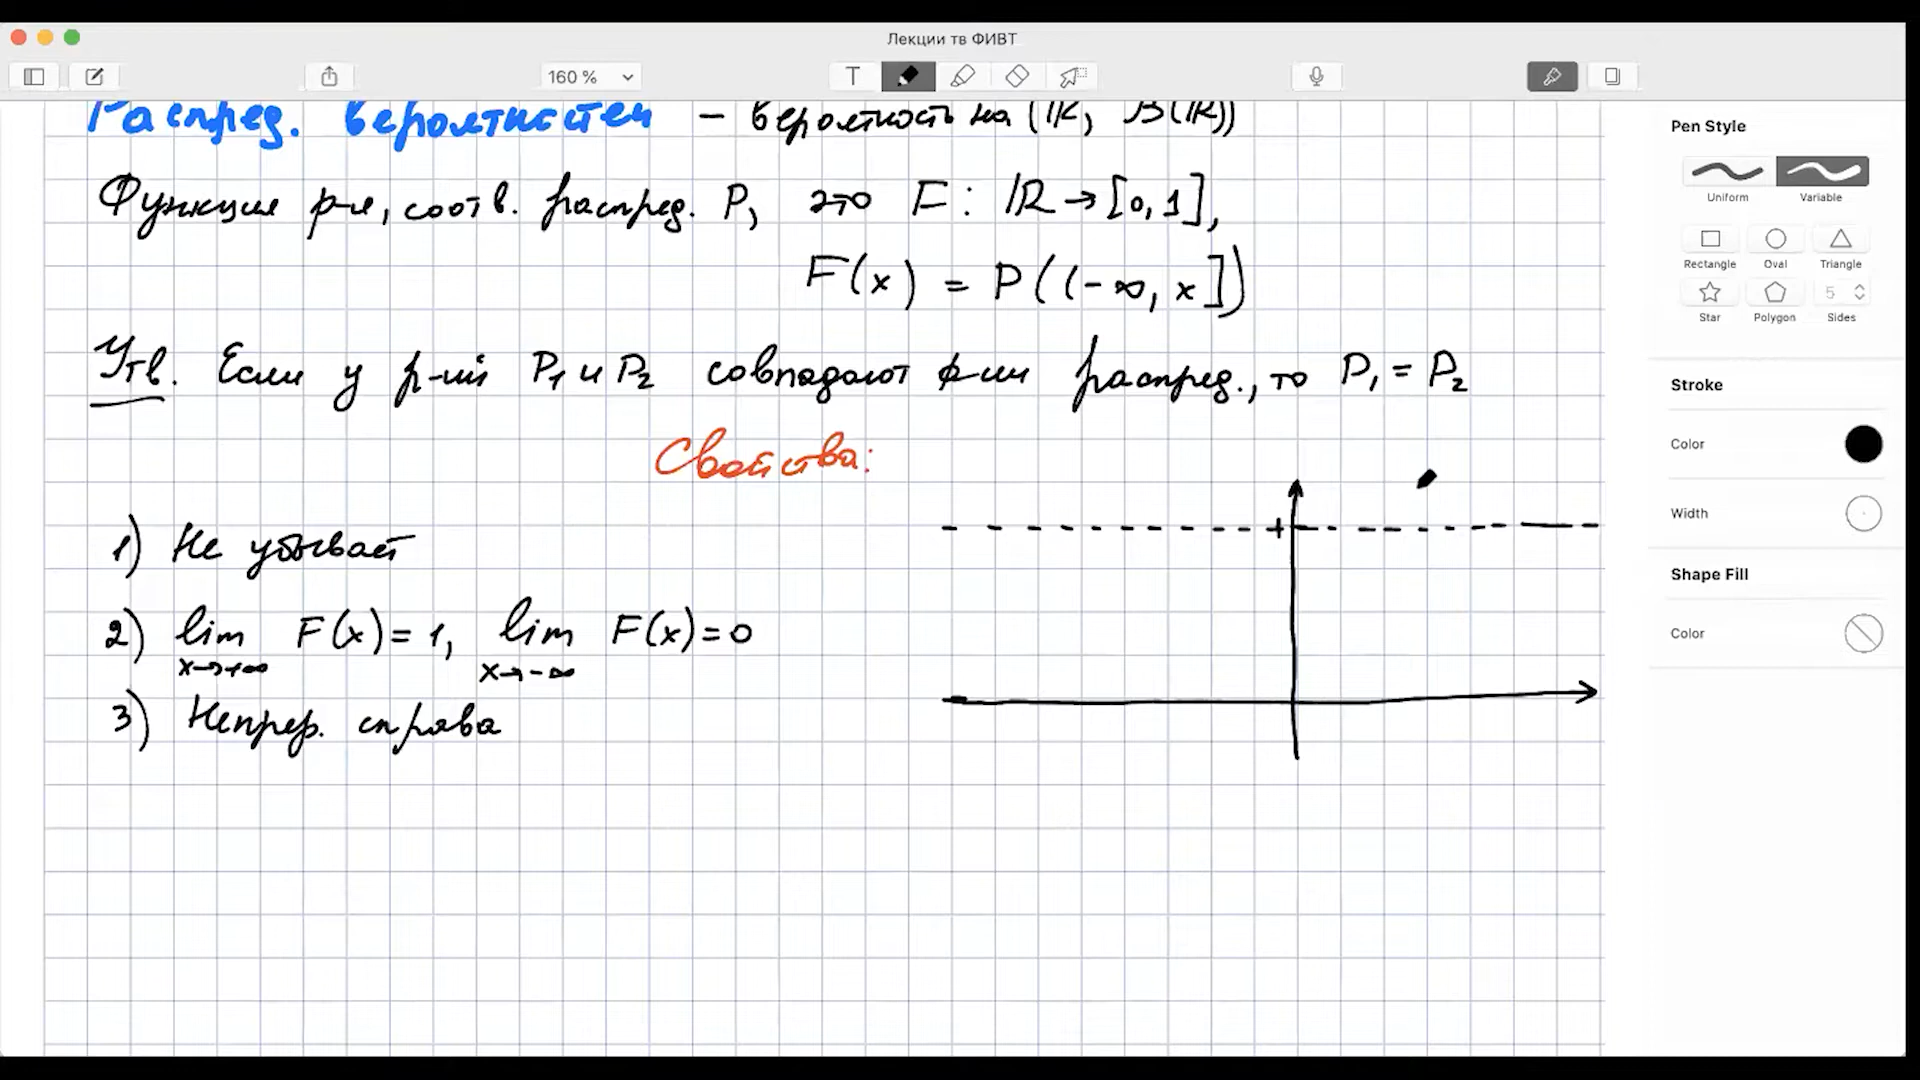 Лекции тв ФИВТ
160 %
T
Распред. вероятностей – вероятность на (ℝ, B(ℝ))
Функция р-я, соотв. распред. P, это F: ℝ → [0,1],
F(x) = P((-∞, x])
Утв. Если у р-ий P₁ и P₂ совпадают ф-ии распред., то P₁ = P₂
Свойства:
1) Не убывает
2) lim F(x) = 1, lim F(x) = 0
x→+∞ x→-∞
3) Непрер. справа
Pen Style
Uniform Variable
Rectangle Oval Triangle
5
Star Polygon Sides
Stroke
Color
Width
Shape Fill
Color